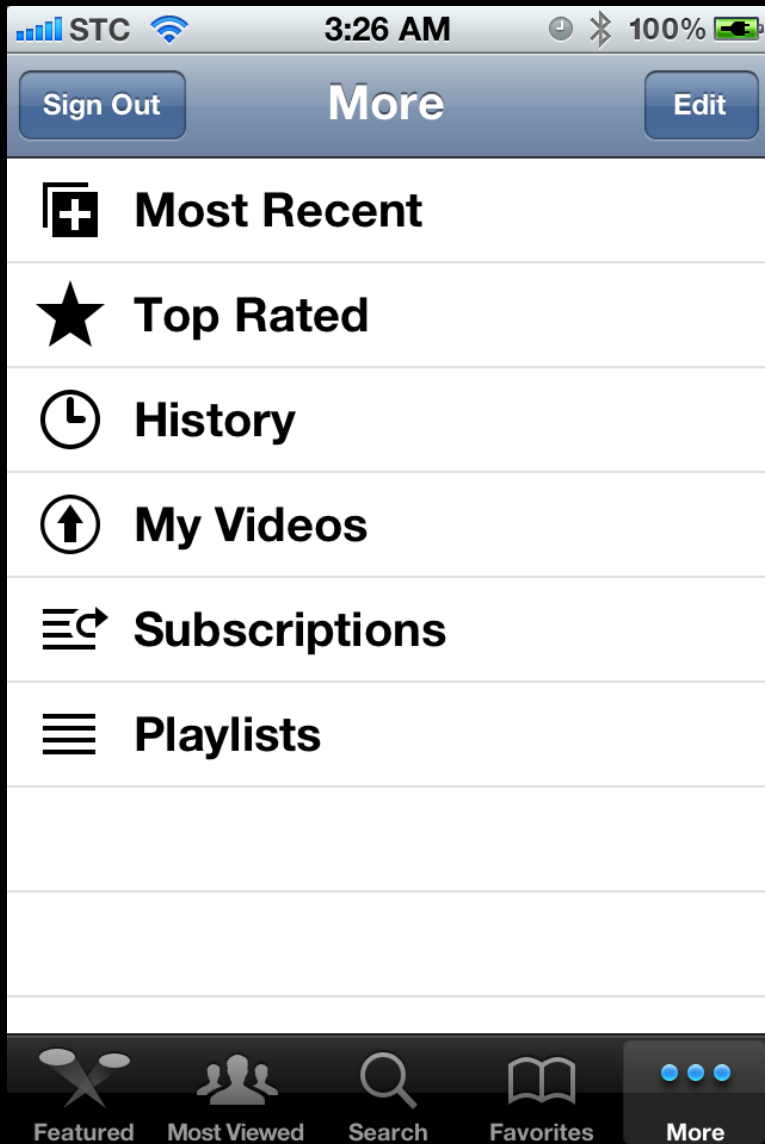 STC 3:26 AM 100%
Sign Out More Edit
Most Recent
Top Rated
History
My Videos
Subscriptions
Playlists
Featured Most Viewed Search Favorites More